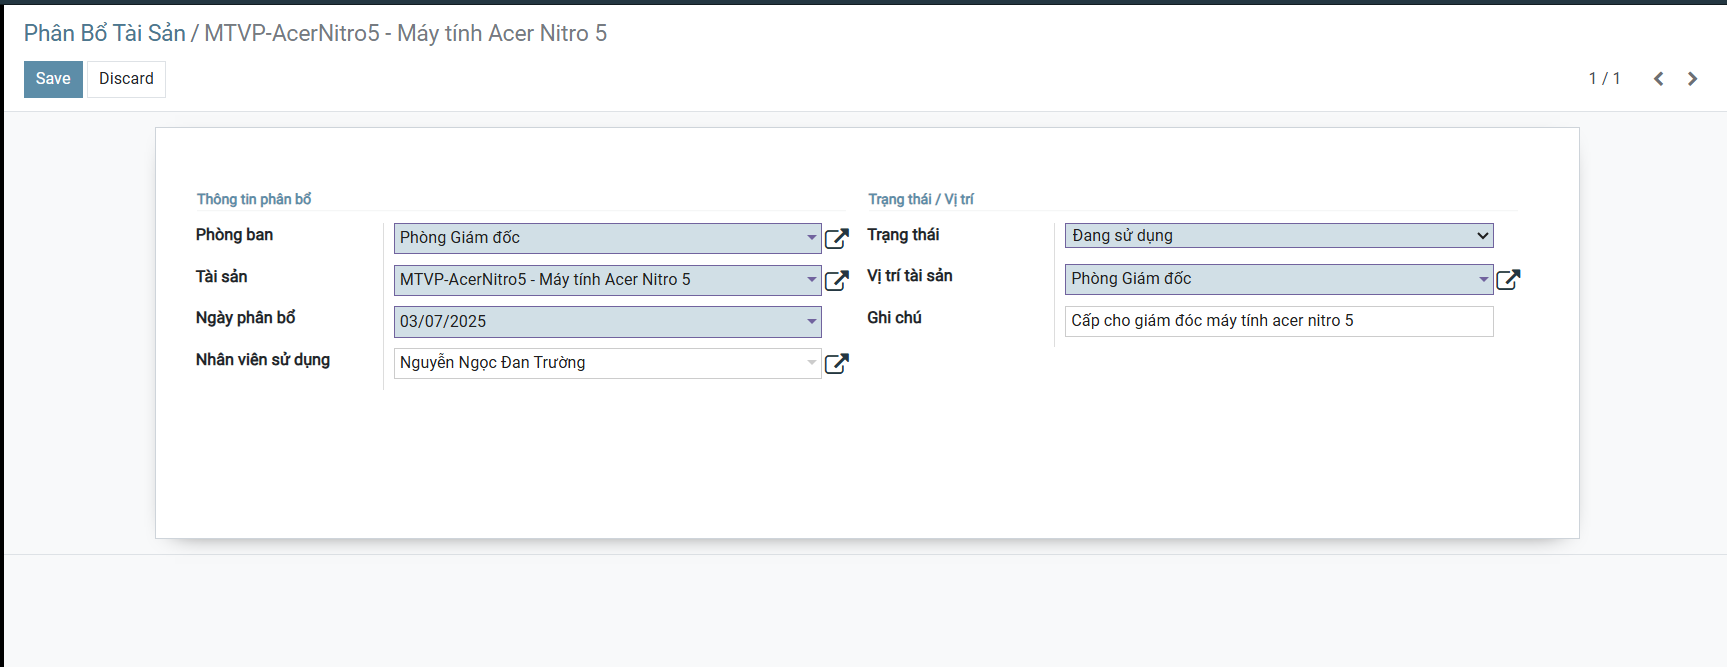 Phân Bổ Tài Sản / MTVP-AcerNitro5 - Máy tính Acer Nitro 5
Save Discard
1 / 1
Thông tin phân bổ
Phòng ban Phòng Giám đốc
Tài sản MTVP-AcerNitro5 - Máy tính Acer Nitro 5
Ngày phân bổ 03/07/2025
Nhân viên sử dụng Nguyễn Ngọc Đan Trường
Trạng thái / Vị trí
Trạng thái Đang sử dụng
Vị trí tài sản Phòng Giám đốc
Ghi chú Cấp cho giám đóc máy tính acer nitro 5